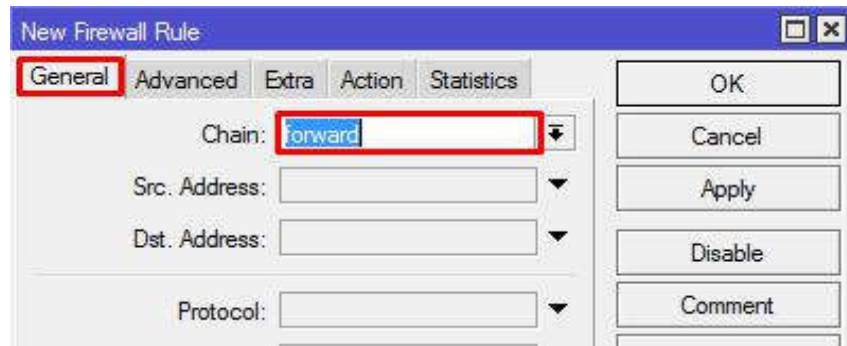 New Firewall Rule
General Advanced Extra Action Statistics
Chain: forward
Src. Address:
Dst. Address:
Protocol:
OK
Cancel
Apply
Disable
Comment